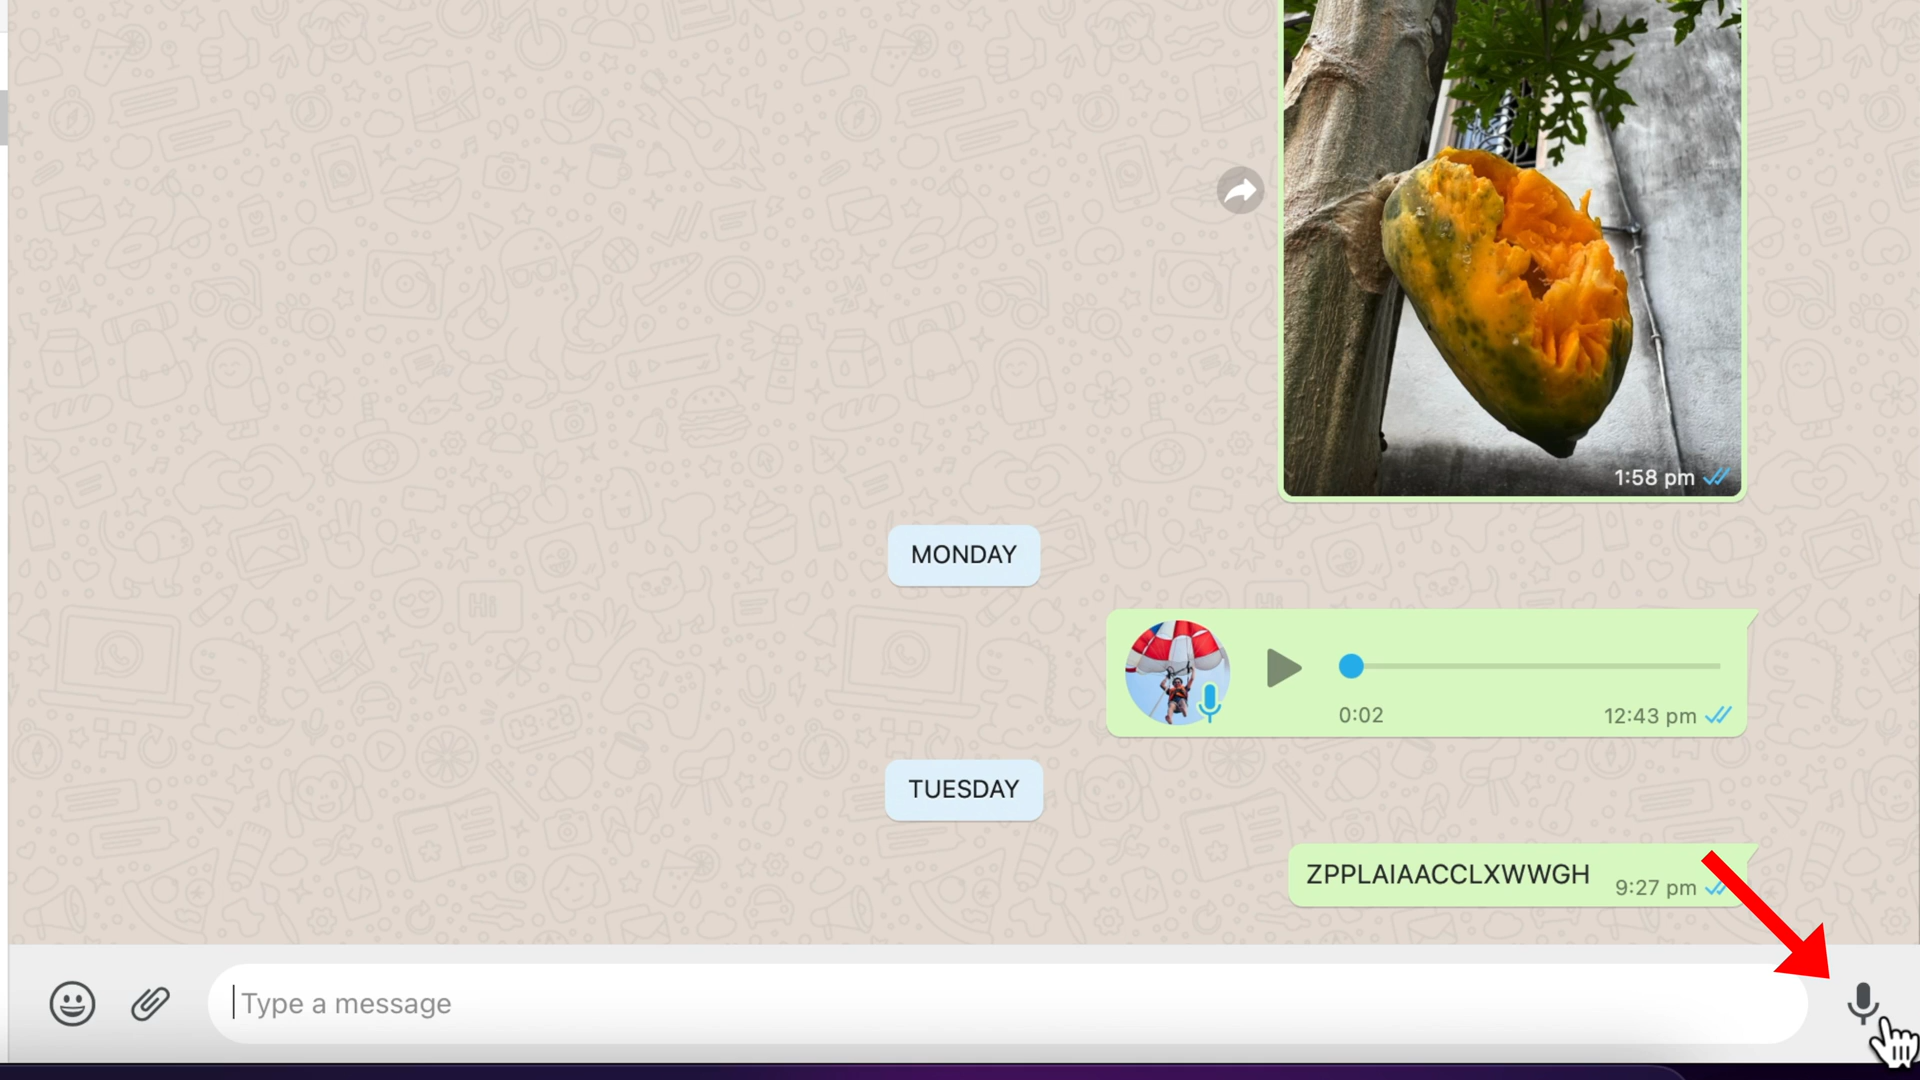 1:58 pm
MONDAY
0:02
12:43 pm
TUESDAY
ZPPLAIAACCLXWWGH
9:27 pm
Type a message